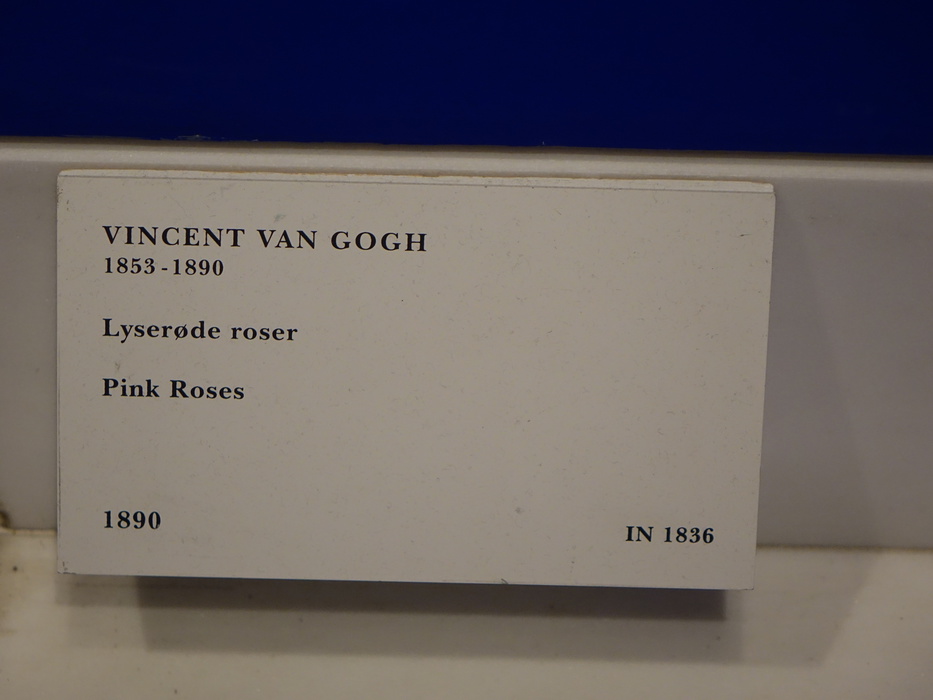 VINCENT VAN GOGH
1853-1890
Lyserøde roser
Pink Roses
1890
IN 1836